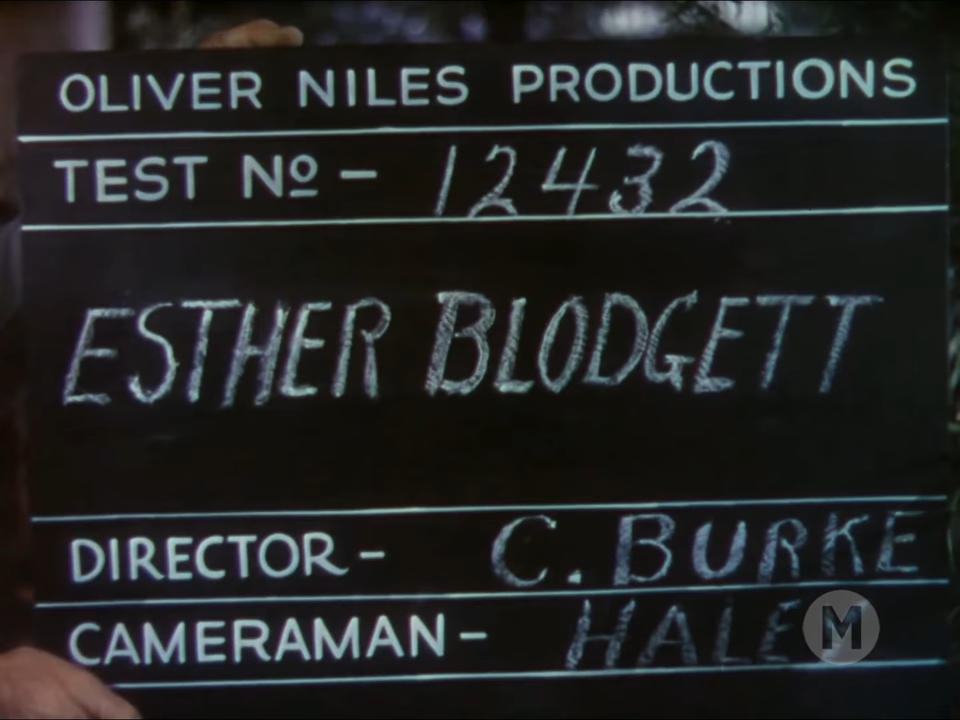 OLIVER NILES PRODUCTIONS
TEST Nº - 12432
ESTHER BLODGETT
DIRECTOR - C. BURKE
CAMERAMAN - HALE
M